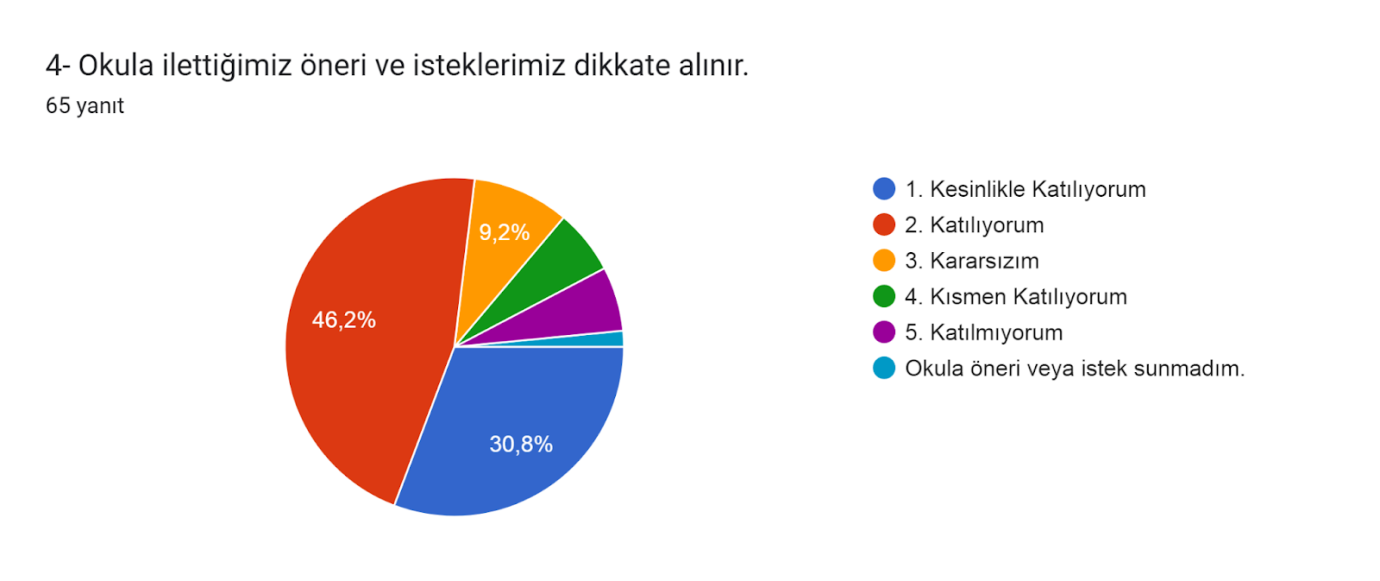 4- Okula ilettiğimiz öneri ve isteklerimiz dikkate alınır.
65 yanıt
1. Kesinlikle Katılıyorum
2. Katılıyorum
3. Kararsızım
4. Kısmen Katılıyorum
5. Katılmıyorum
Okula öneri veya istek sunmadım.
9,2%
46,2%
30,8%